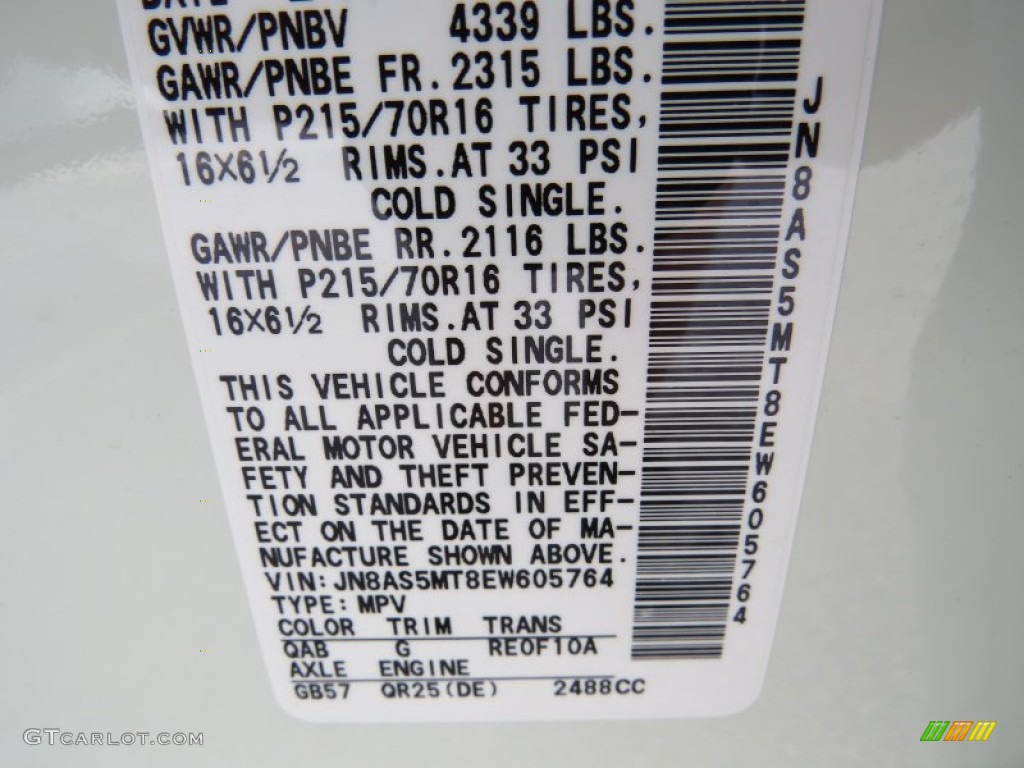 GVWR/PNBV 4339 LBS.
GAWR/PNBE FR. 2315 LBS.
WITH P215/70R16 TIRES,
16X6½ RIMS. AT 33 PSI
COLD SINGLE.
GAWR/PNBE RR. 2116 LBS.
WITH P215/70R16 TIRES,
16X6½ RIMS. AT 33 PSI
COLD SINGLE.
THIS VEHICLE CONFORMS
TO ALL APPLICABLE FED–
ERAL MOTOR VEHICLE SA–
FETY AND THEFT PREVEN–
TION STANDARDS IN EFF–
ECT ON THE DATE OF MA–
NUFACTURE SHOWN ABOVE.
VIN: JN8AS5MT8EW605764
TYPE: MPV
COLOR TRIM TRANS
QAB G RE0F10A
AXLE ENGINE
GB57 QR25(DE) 2488CC
JN8AS5MT8EW605764
GTCarLot.com